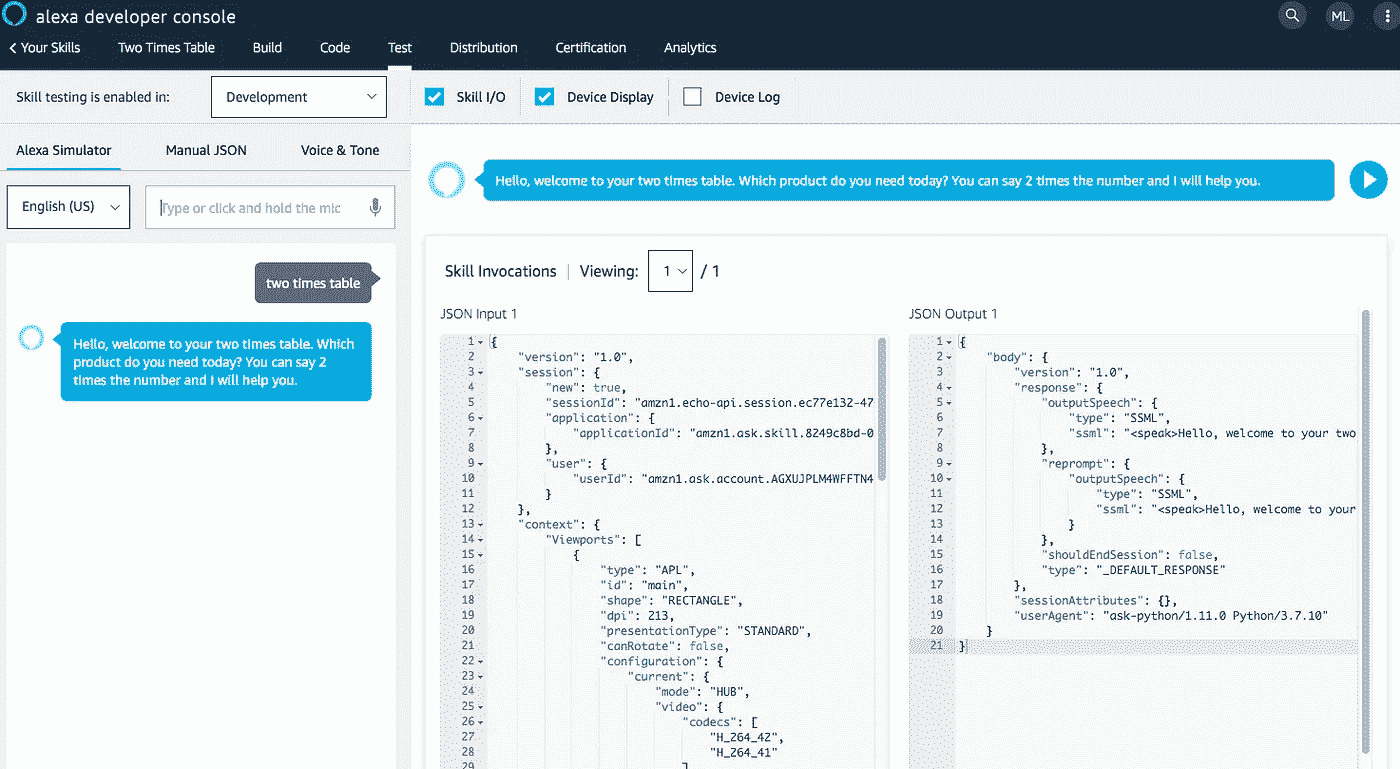 alexa developer console
ML
Your Skills Two Times Table Build Code Test Distribution Certification Analytics
Skill testing is enabled in: Development Skill I/O Device Display Device Log
Alexa Simulator Manual JSON Voice & Tone
English (US) Type or click and hold the mic
two times table
Hello, welcome to your two times table. Which
product do you need today? You can say 2
times the number and I will help you.
Hello, welcome to your two times table. Which product do you need today? You can say 2 times the number and I will help you.
Skill Invocations | Viewing: 1 / 1
JSON Input 1
1 {
2 "version": "1.0",
3 "session": {
4 "new": true,
5 "sessionId": "amzn1.echo-api.session.ec77e132-47
6 "application": {
7 "applicationId": "amzn1.ask.skill.8249c8bd-0
8 },
9 "user": {
10 "userId": "amzn1.ask.account.AGXUJPLM4WFFTN4
11 }
12 },
13 "context": {
14 "Viewports": [
15 {
16 "type": "APL",
17 "id": "main",
18 "shape": "RECTANGLE",
19 "dpi": 213,
20 "presentationType": "STANDARD",
21 "canRotate": false,
22 "configuration": {
23 "current": {
24 "mode": "HUB",
25 "video": {
26 "codecs": [
27 "H_264_42",
28 "H_264_41"
29 ]
JSON Output 1
1 {
2 "body": {
3 "version": "1.0",
4 "response": {
5 "outputSpeech": {
6 "type": "SSML",
7 "ssml": "<speak>Hello, welcome to your two
8 },
9 "reprompt": {
10 "outputSpeech": {
11 "type": "SSML",
12 "ssml": "<speak>Hello, welcome to your
13 }
14 },
15 "shouldEndSession": false,
16 "type": "_DEFAULT_RESPONSE"
17 },
18 "sessionAttributes": {},
19 "userAgent": "ask-python/1.11.0 Python/3.7.10"
20 }
21 }